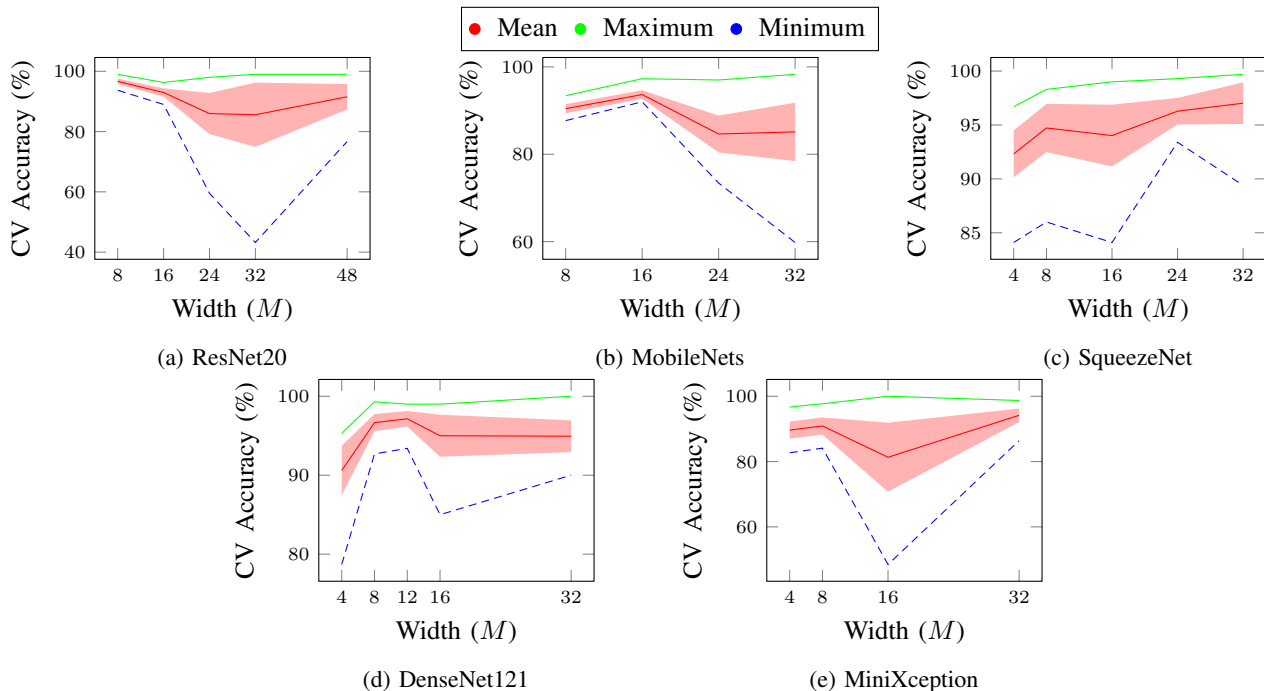 Mean Maximum Minimum
100
80
60
40
CV Accuracy (%)
8 16 24 32 48
Width (M)
(a) ResNet20
100
80
60
CV Accuracy (%)
8 16 24 32
Width (M)
(b) MobileNets
100
95
90
85
CV Accuracy (%)
4 8 16 24 32
Width (M)
(c) SqueezeNet
100
90
80
CV Accuracy (%)
4 8 12 16 32
Width (M)
(d) DenseNet121
100
80
60
CV Accuracy (%)
4 8 16 32
Width (M)
(e) MiniXception